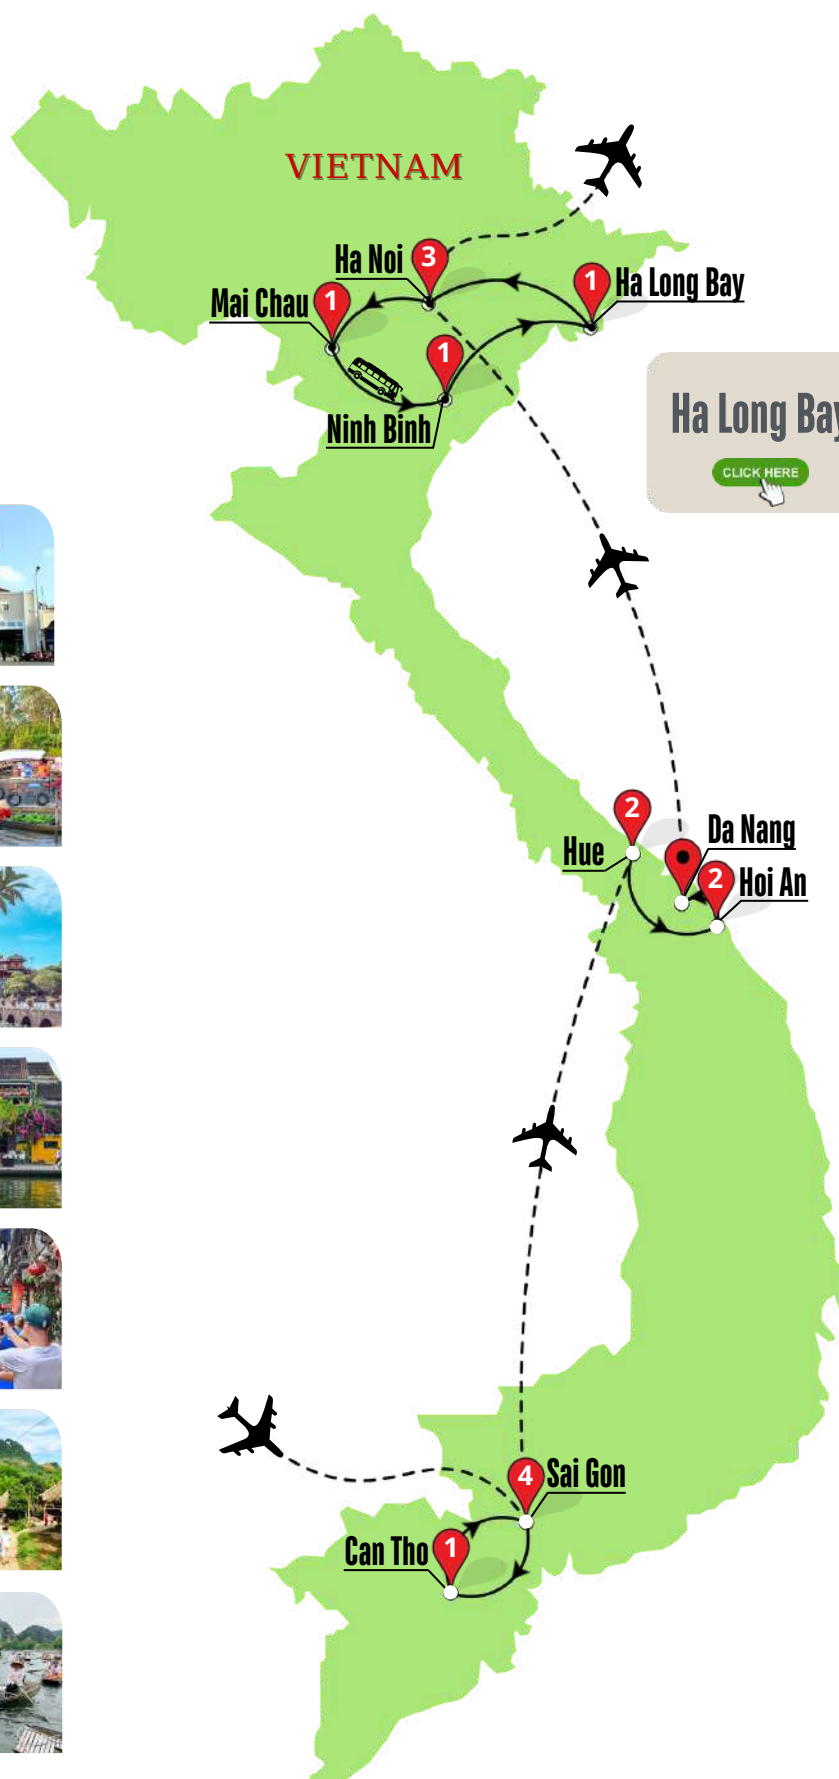 VIETNAM
Ha Noi
3
Mai Chau
1
1
Ha Long Bay
1
Ninh Binh
Ha Long Bay
CLICK HERE
2
Hue
Da Nang
2
Hoi An
4
Sai Gon
Can Tho
1